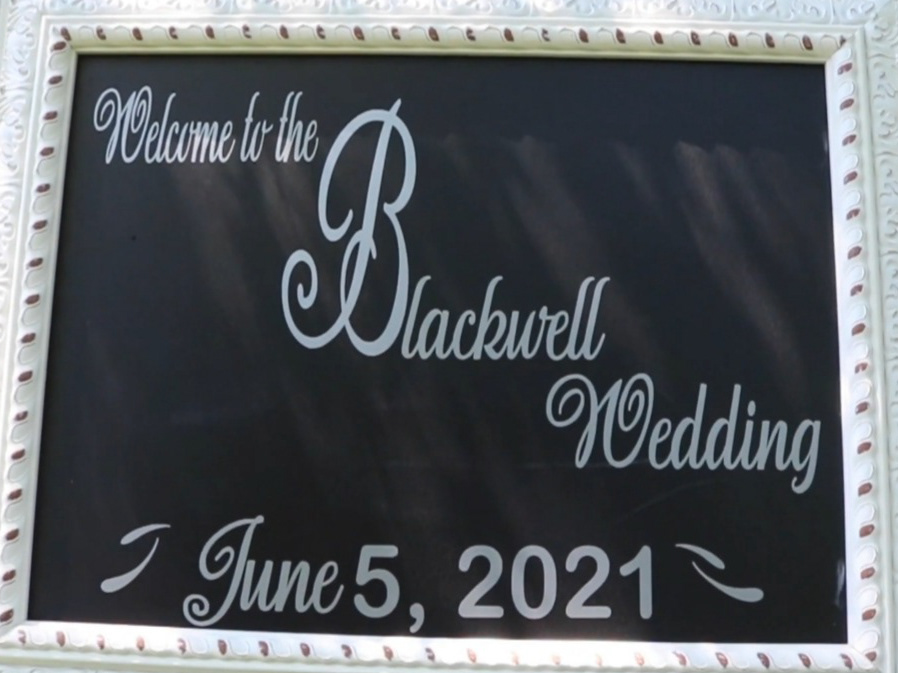 Welcome to the
Blackwell
Wedding
June 5, 2021